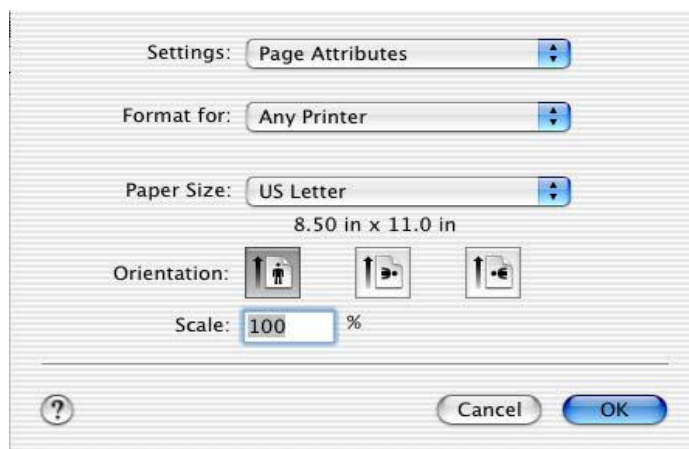 Settings: Page Attributes
Format for: Any Printer
Paper Size: US Letter
8.50 in x 11.0 in
Orientation:
Scale: 100 %
? Cancel OK